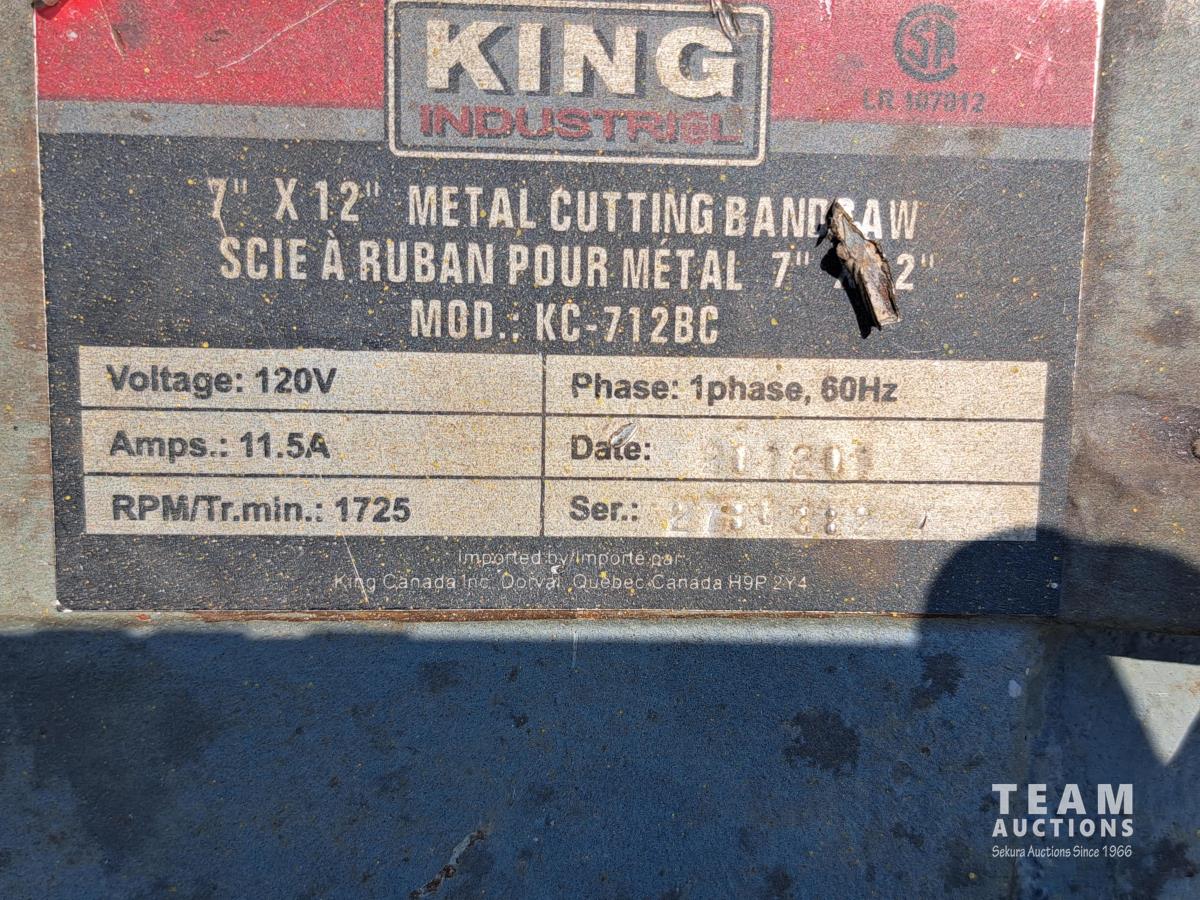 KING
INDUSTRIAL
LR 107012
7" X 12" METAL CUTTING BANDSAW
SCIE À RUBAN POUR MÉTAL 7"
MOD.: KC-712BC
Voltage: 120V
Phase: 1phase, 60Hz
Amps.: 11.5A
Date:
RPM/Tr.min.: 1725
Ser.:
Imported by/Importé par
King Canada Inc. Dorval, Québec Canada H9P 2Y4
TEAM
AUCTIONS
Sekura Auctions Since 1966